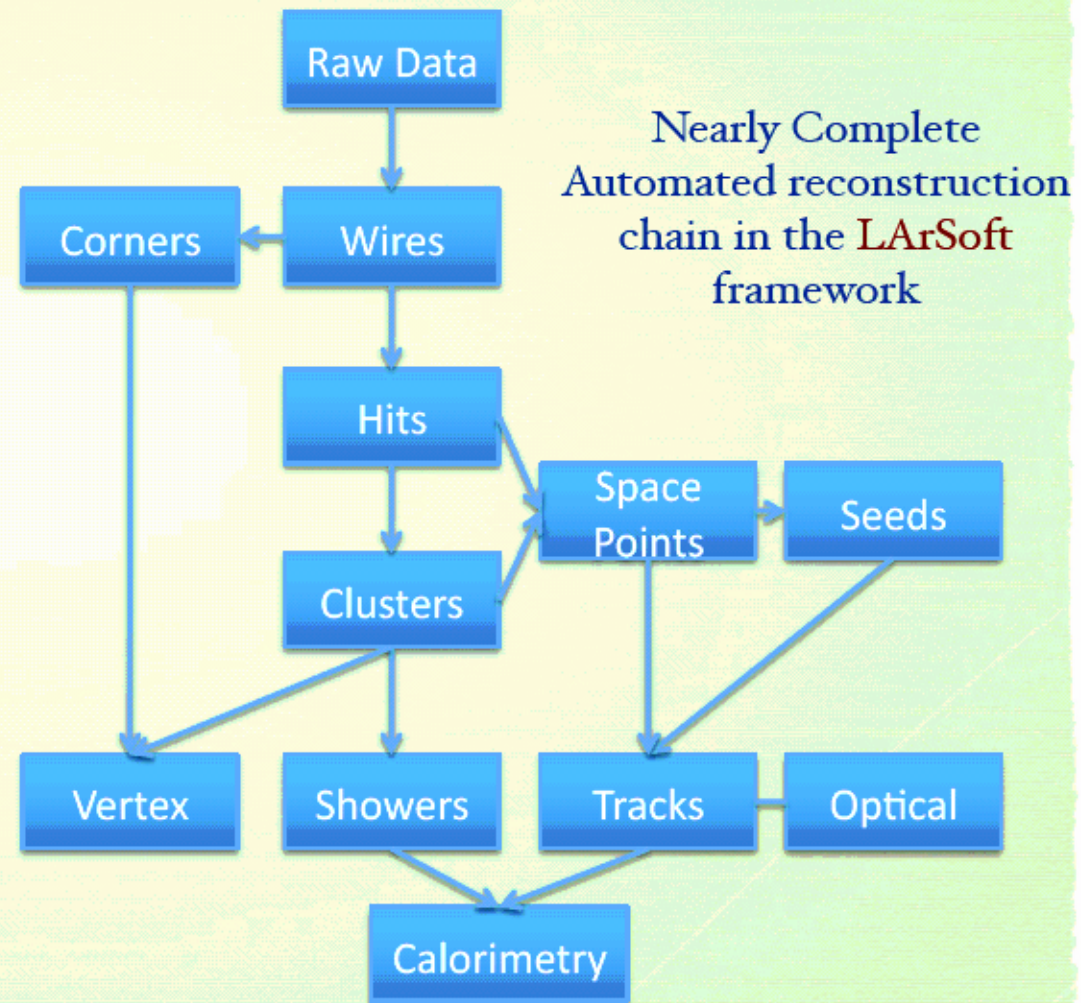 Raw Data
Nearly Complete
Automated reconstruction
chain in the LArSoft
framework
Corners
Wires
Hits
Space
Points
Seeds
Clusters
Vertex
Showers
Tracks
Optical
Calorimetry